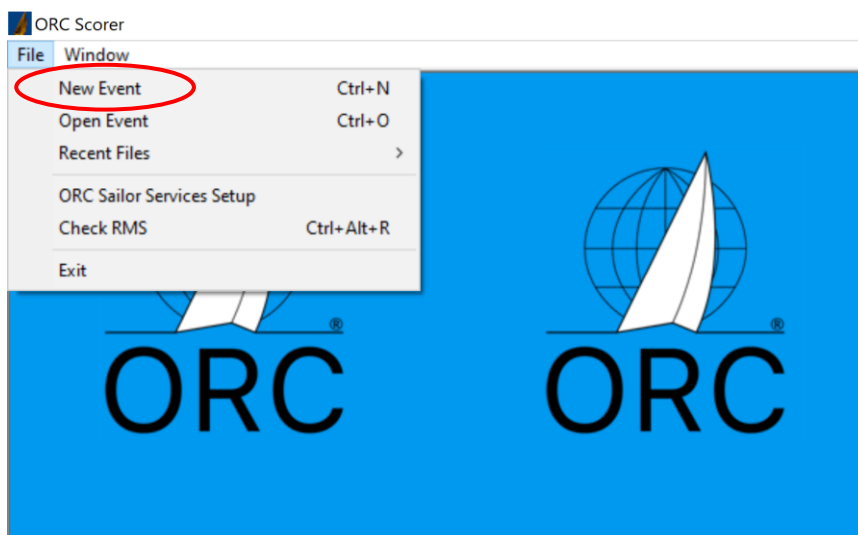 ORC Scorer
File Window
New Event Ctrl+N
Open Event Ctrl+O
Recent Files >
ORC Sailor Services Setup
Check RMS Ctrl+Alt+R
Exit
® ®
ORC ORC